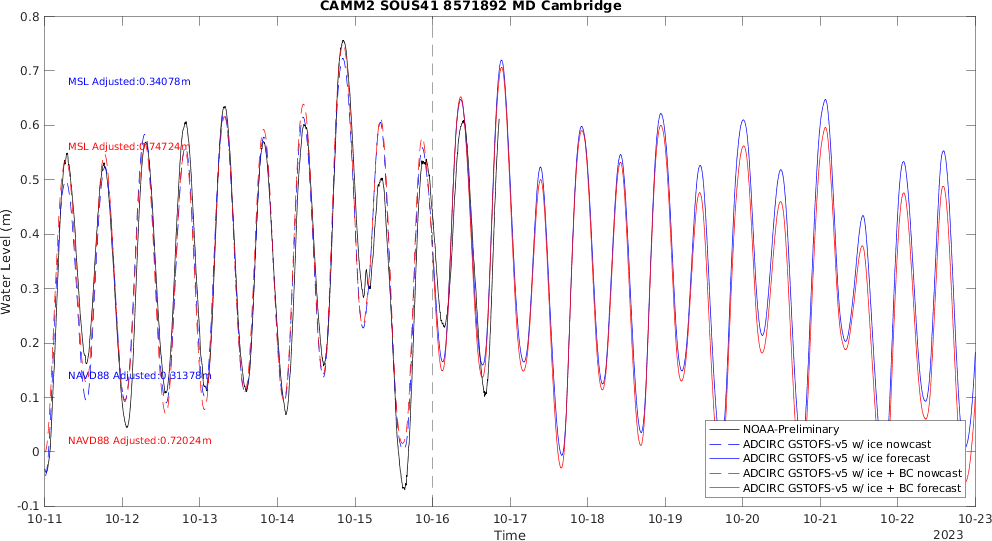 CAMM2 SOUS41 8571892 MD Cambridge
0.8
0.7
0.6
0.5
0.4
0.3
0.2
0.1
0
-0.1
Water Level (m)
MSL Adjusted:0.34078m
MSL Adjusted:0.74724m
NAVD88 Adjusted:0.31378m
NAVD88 Adjusted:0.72024m
NOAA-Preliminary
ADCIRC GSTOFS-v5 w/ ice nowcast
ADCIRC GSTOFS-v5 w/ ice forecast
ADCIRC GSTOFS-v5 w/ ice + BC nowcast
ADCIRC GSTOFS-v5 w/ ice + BC forecast
10-11 10-12 10-13 10-14 10-15 10-16 10-17 10-18 10-19 10-20 10-21 10-22 10-23
Time
2023